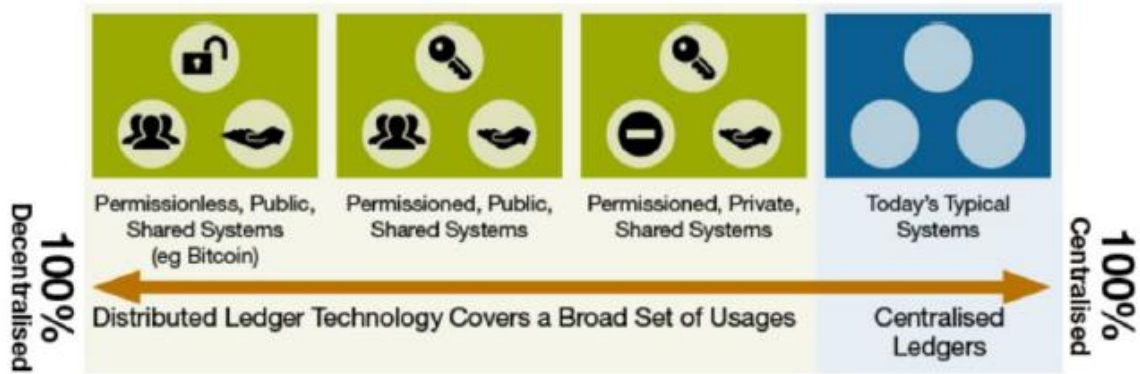 Permissionless, Public,
Shared Systems
(eg Bitcoin)
Permissioned, Public,
Shared Systems
Permissioned, Private,
Shared Systems
Today's Typical
Systems
100%
Decentralised
Distributed Ledger Technology Covers a Broad Set of Usages
Centralised
Ledgers
100%
Centralised